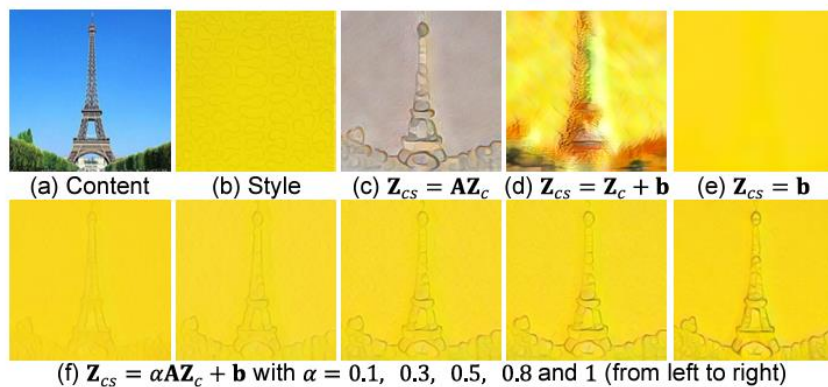 (a) Content (b) Style (c) 𝐙𝑐𝑠 = 𝐀𝐙𝑐 (d) 𝐙𝑐𝑠 = 𝐙𝑐 + 𝐛 (e) 𝐙𝑐𝑠 = 𝐛
(f) 𝐙𝑐𝑠 = 𝛼𝐀𝐙𝑐 + 𝐛 with 𝛼 = 0.1, 0.3, 0.5, 0.8 and 1 (from left to right)